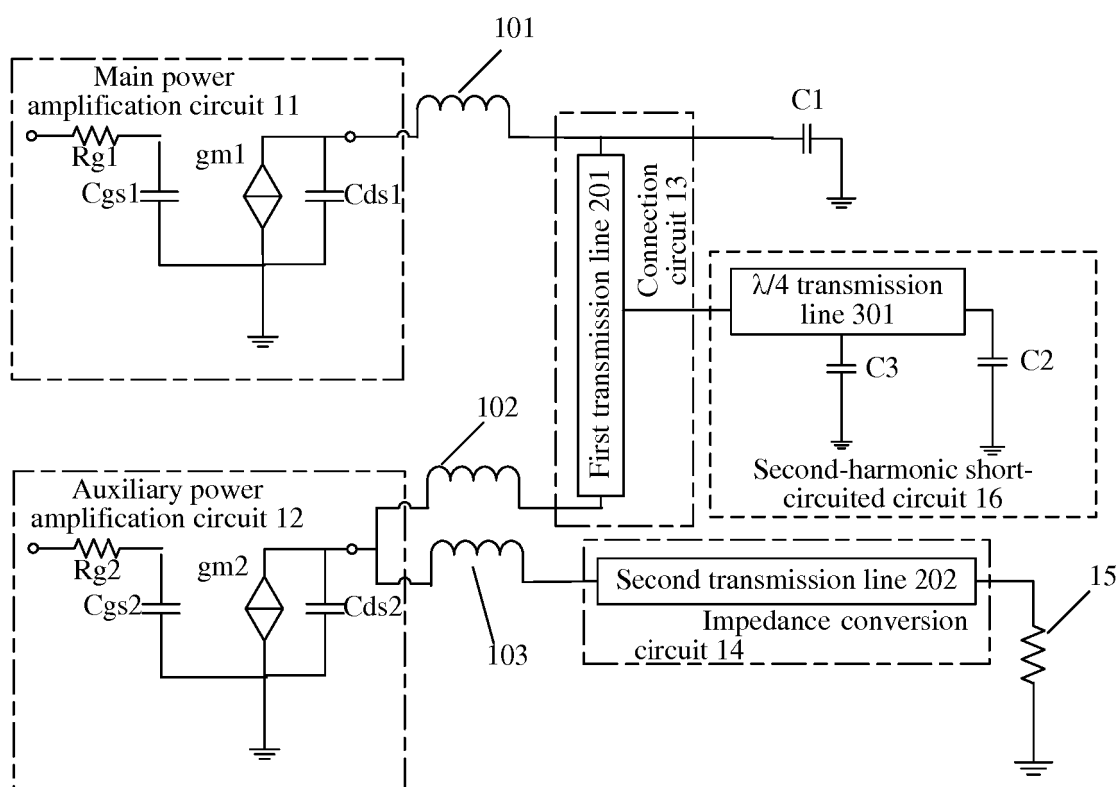 101
Main power
amplification circuit 11
Rg1
gm1
Cgs1
Cds1
C1
First transmission line 201
Connection
circuit 13
λ/4 transmission
line 301
C3
C2
Second-harmonic short-
circuited circuit 16
102
Auxiliary power
amplification circuit 12
Rg2
gm2
Cgs2
Cds2
103
Second transmission line 202
Impedance conversion
circuit 14
15